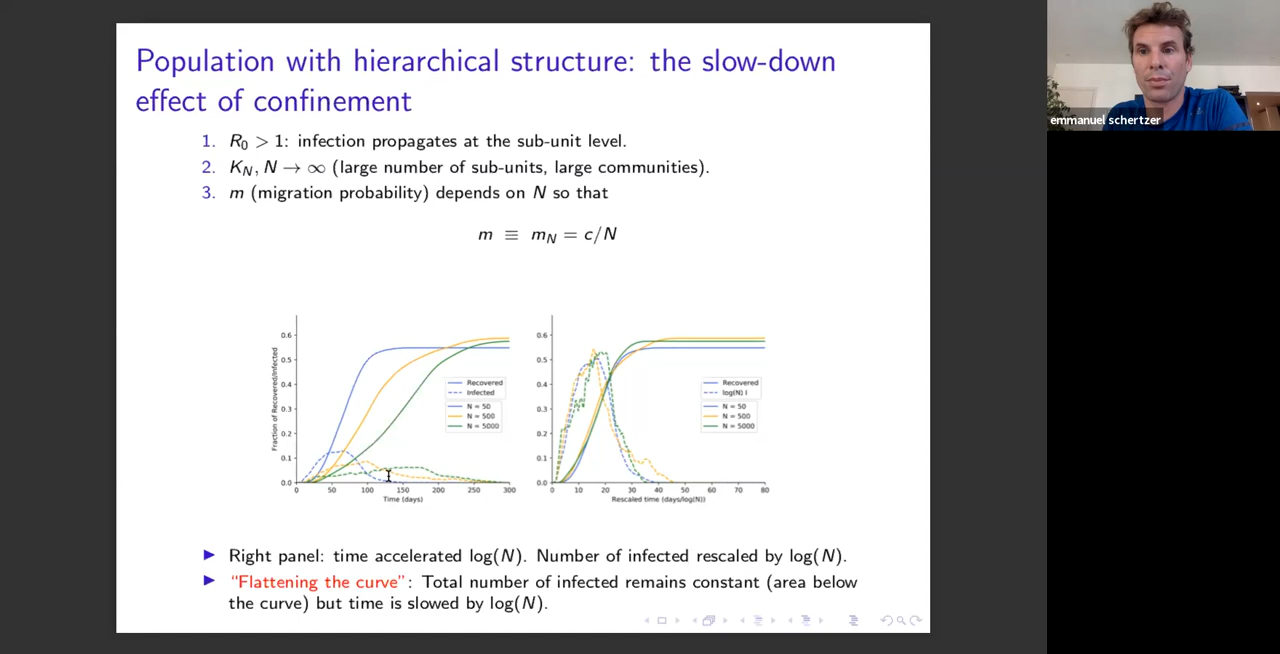 Population with hierarchical structure: the slow-down
effect of confinement
1. R₀ > 1: infection propagates at the sub-unit level.
2. K_N, N → ∞ (large number of sub-units, large communities).
3. m (migration probability) depends on N so that
m ≡ m_N = c/N
Fraction of Recovered/Infected
0.6
0.5
0.4
0.3
0.2
0.1
0.0
0 50 100 150 200 250 300
Time (days)
Recovered
Infected
N = 50
N = 500
N = 5000
0.6
0.5
0.4
0.3
0.2
0.1
0.0
0 10 20 30 40 50 60 70 80
Rescaled time (days/log(N))
Recovered
log(N) I
N = 50
N = 500
N = 5000
▶ Right panel: time accelerated log(N). Number of infected rescaled by log(N).
▶ “Flattening the curve”: Total number of infected remains constant (area below
the curve) but time is slowed by log(N).
emmanuel schertzer